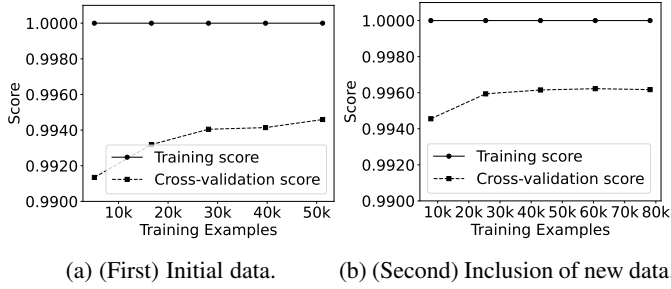 1.0000
0.9980
0.9960
0.9940
0.9920
0.9900
Score
Training score
Cross-validation score
10k 20k 30k 40k 50k
Training Examples
(a) (First) Initial data.
1.0000
0.9980
0.9960
0.9940
0.9920
0.9900
Score
Training score
Cross-validation score
10k 20k 30k 40k 50k 60k 70k 80k
Training Examples
(b) (Second) Inclusion of new data.